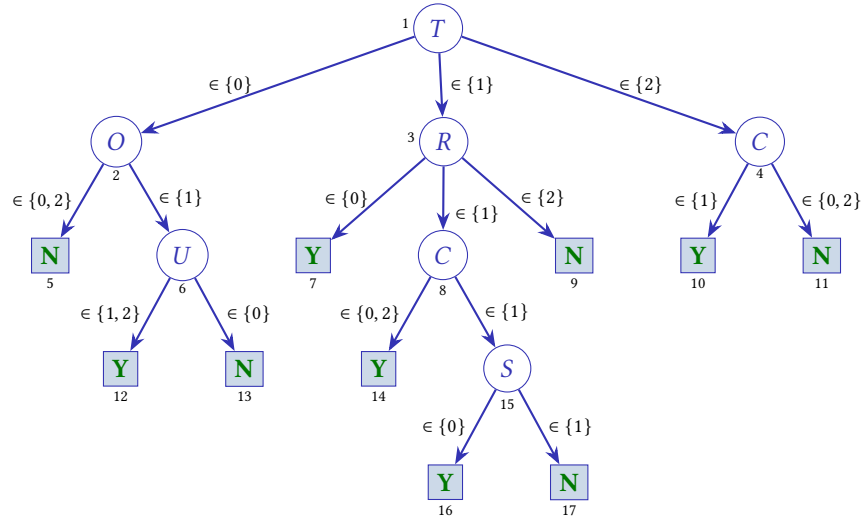 1 T
∈ {0} ∈ {1} ∈ {2}
O 3 R C
2 4
∈ {0, 2} ∈ {1} ∈ {0} ∈ {1} ∈ {2} ∈ {1} ∈ {0, 2}
N U Y C N Y N
5 6 7 8 9 10 11
∈ {1, 2} ∈ {0} ∈ {0, 2} ∈ {1}
Y N Y S
12 13 14 15
∈ {0} ∈ {1}
Y N
16 17